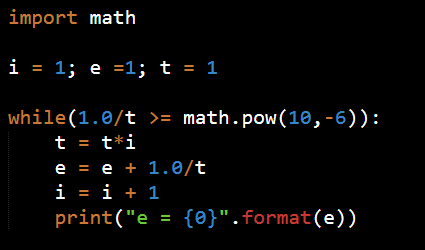 import math
i = 1; e =1; t = 1
while(1.0/t >= math.pow(10,-6)):
    t = t*i
    e = e + 1.0/t
    i = i + 1
    print("e = {0}".format(e))